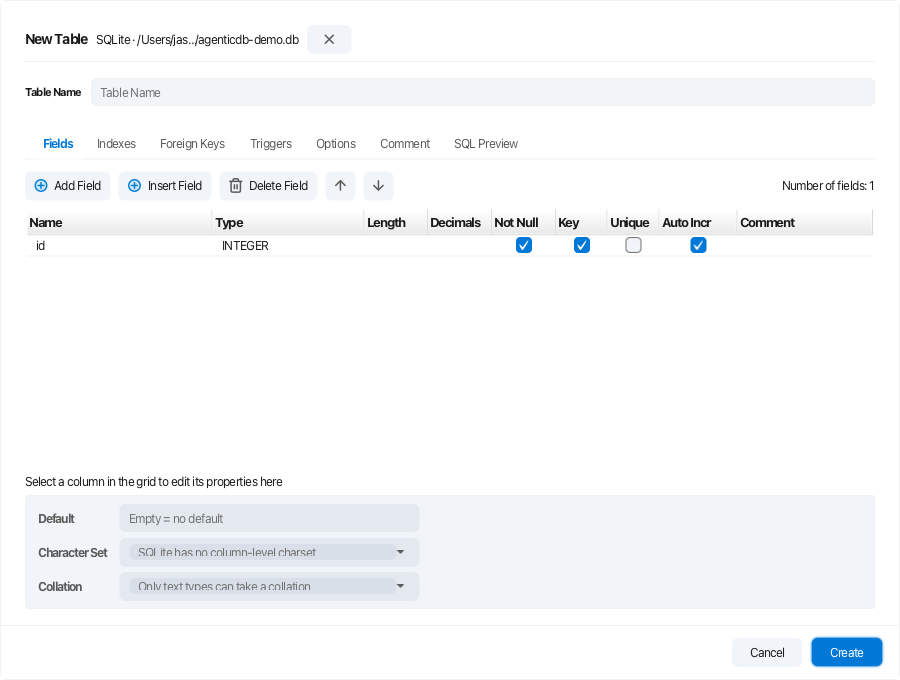 New Table SQLite · /Users/jas../agenticdb-demo.db
Table Name Table Name
Fields Indexes Foreign Keys Triggers Options Comment SQL Preview
Add Field Insert Field Delete Field Number of fields: 1
Name Type Length Decimals Not Null Key Unique Auto Incr Comment
id INTEGER
Select a column in the grid to edit its properties here
Default Empty = no default
Character Set SQLite has no column-level charset
Collation Only text types can take a collation
Cancel Create